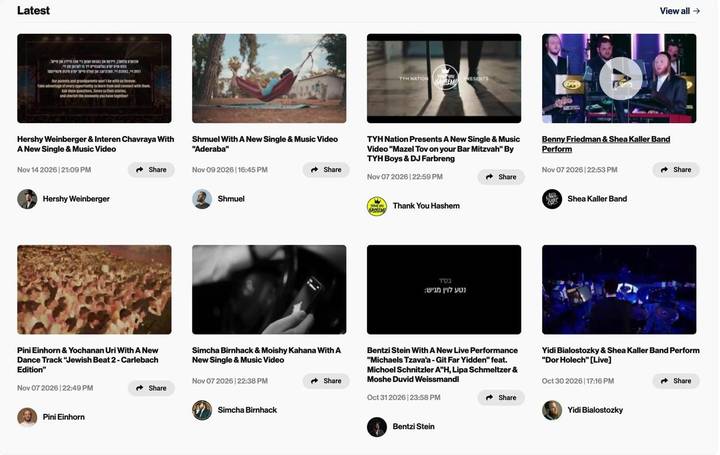 Latest
View all →
TYH NATION
PRESENTS
Hershy Weinberger & Interen Chavraya With
A New Single & Music Video
Nov 14 2026 | 21:09 PM
Share
Hershy Weinberger
Shmuel With A New Single & Music Video
"Aderaba"
Nov 09 2026 | 16:45 PM
Share
Shmuel
TYH Nation Presents A New Single & Music
Video "Mazel Tov on your Bar Mitzvah" By
TYH Boys & DJ Farbreng
Nov 07 2026 | 22:59 PM
Share
Thank You Hashem
Benny Friedman & Shea Kaller Band
Perform
Nov 07 2026 | 22:53 PM
Share
Shea Kaller Band
בס״ד
נטע לוין מגיש:
Pini Einhorn & Yochanan Uri With A New
Dance Track "Jewish Beat 2 - Carlebach
Edition"
Nov 07 2026 | 22:49 PM
Share
Pini Einhorn
Simcha Birnhack & Moishy Kahana With A
New Single & Music Video
Nov 07 2026 | 22:38 PM
Share
Simcha Birnhack
Bentzi Stein With A New Live Performance
"Michaels Tzava'a - Git Far Yidden" feat.
Michoel Schnitzler A"H, Lipa Schmeltzer &
Moshe Duvid Weissmandl
Oct 31 2026 | 23:58 PM
Share
Bentzi Stein
Yidi Bialostozky & Shea Kaller Band Perform
"Dor Holech" [Live]
Oct 30 2026 | 17:16 PM
Share
Yidi Bialostozky